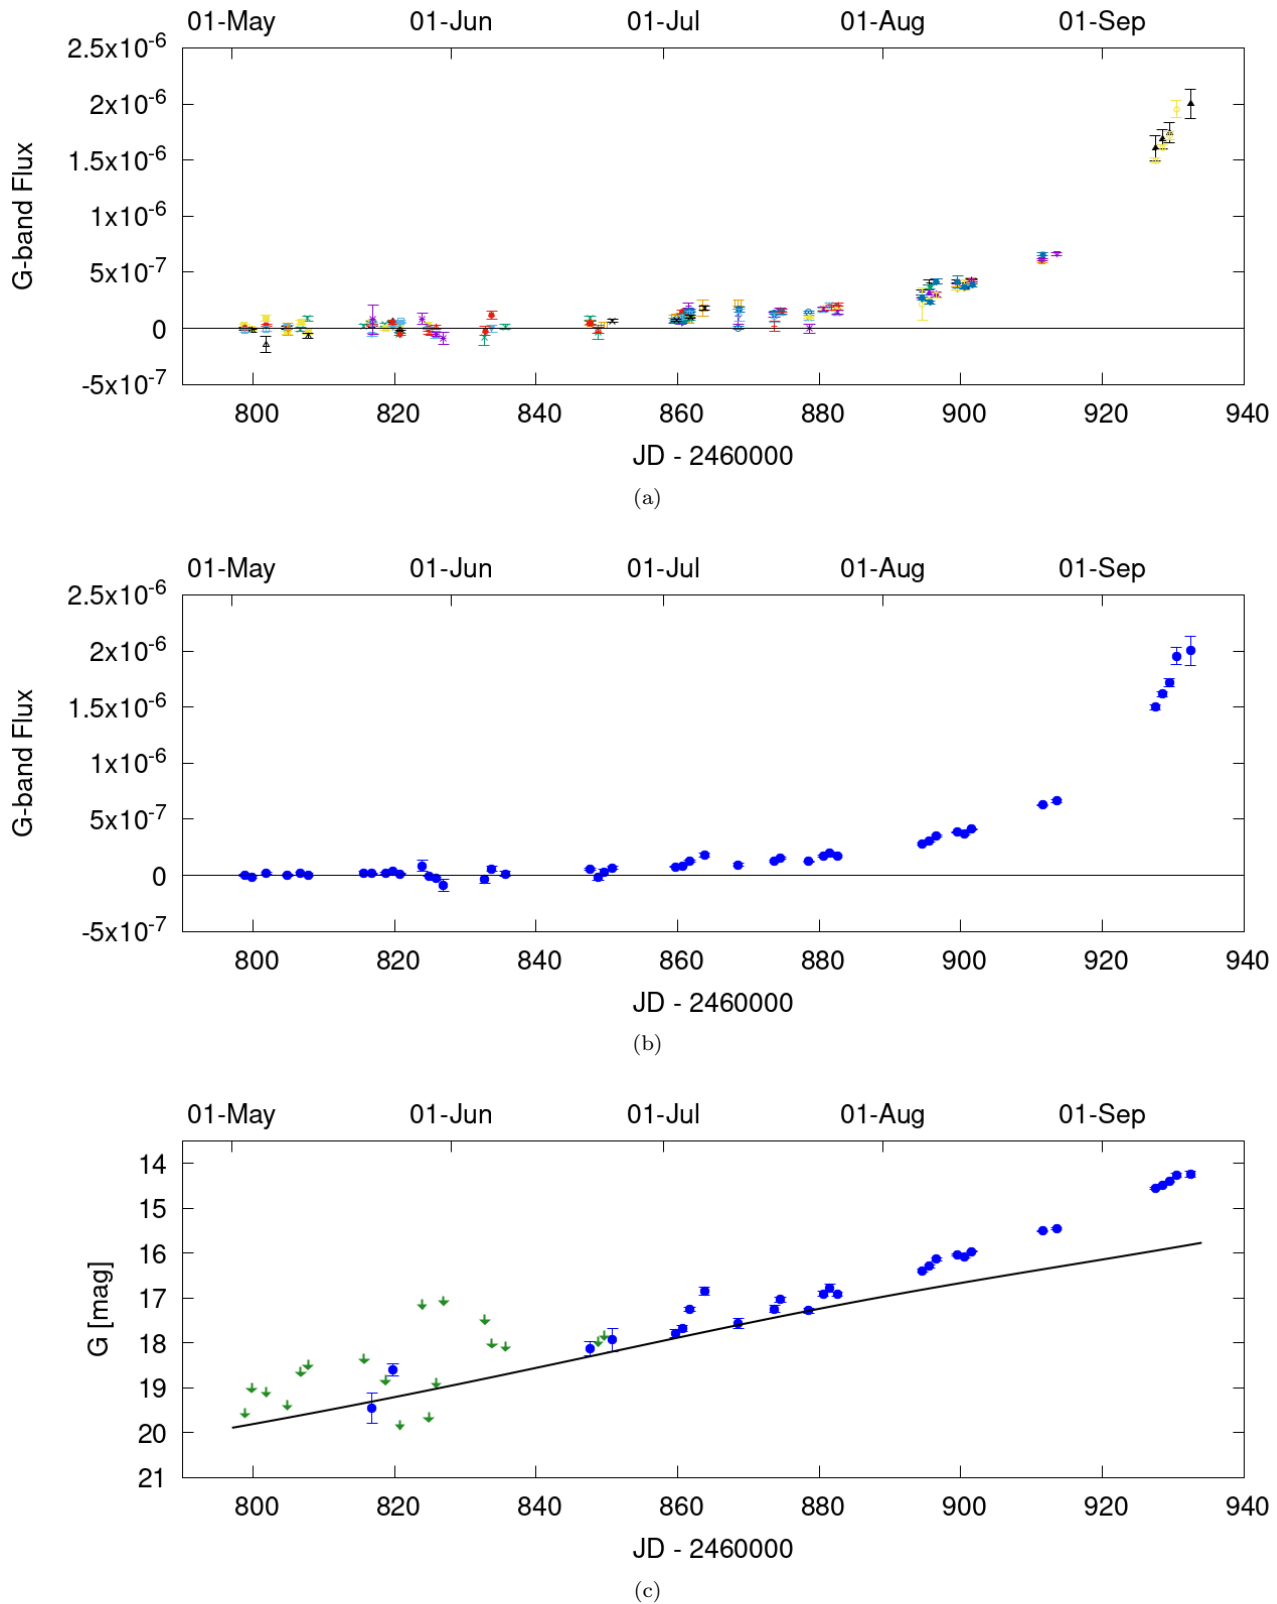 01-May 01-Jun 01-Jul 01-Aug 01-Sep
2.5x10⁻⁶
2x10⁻⁶
1.5x10⁻⁶
1x10⁻⁶
5x10⁻⁷
0
-5x10⁻⁷
G-band Flux
800 820 840 860 880 900 920 940
JD - 2460000
(a)
01-May 01-Jun 01-Jul 01-Aug 01-Sep
2.5x10⁻⁶
2x10⁻⁶
1.5x10⁻⁶
1x10⁻⁶
5x10⁻⁷
0
-5x10⁻⁷
G-band Flux
800 820 840 860 880 900 920 940
JD - 2460000
(b)
01-May 01-Jun 01-Jul 01-Aug 01-Sep
14
15
16
17
18
19
20
21
G [mag]
800 820 840 860 880 900 920 940
JD - 2460000
(c)